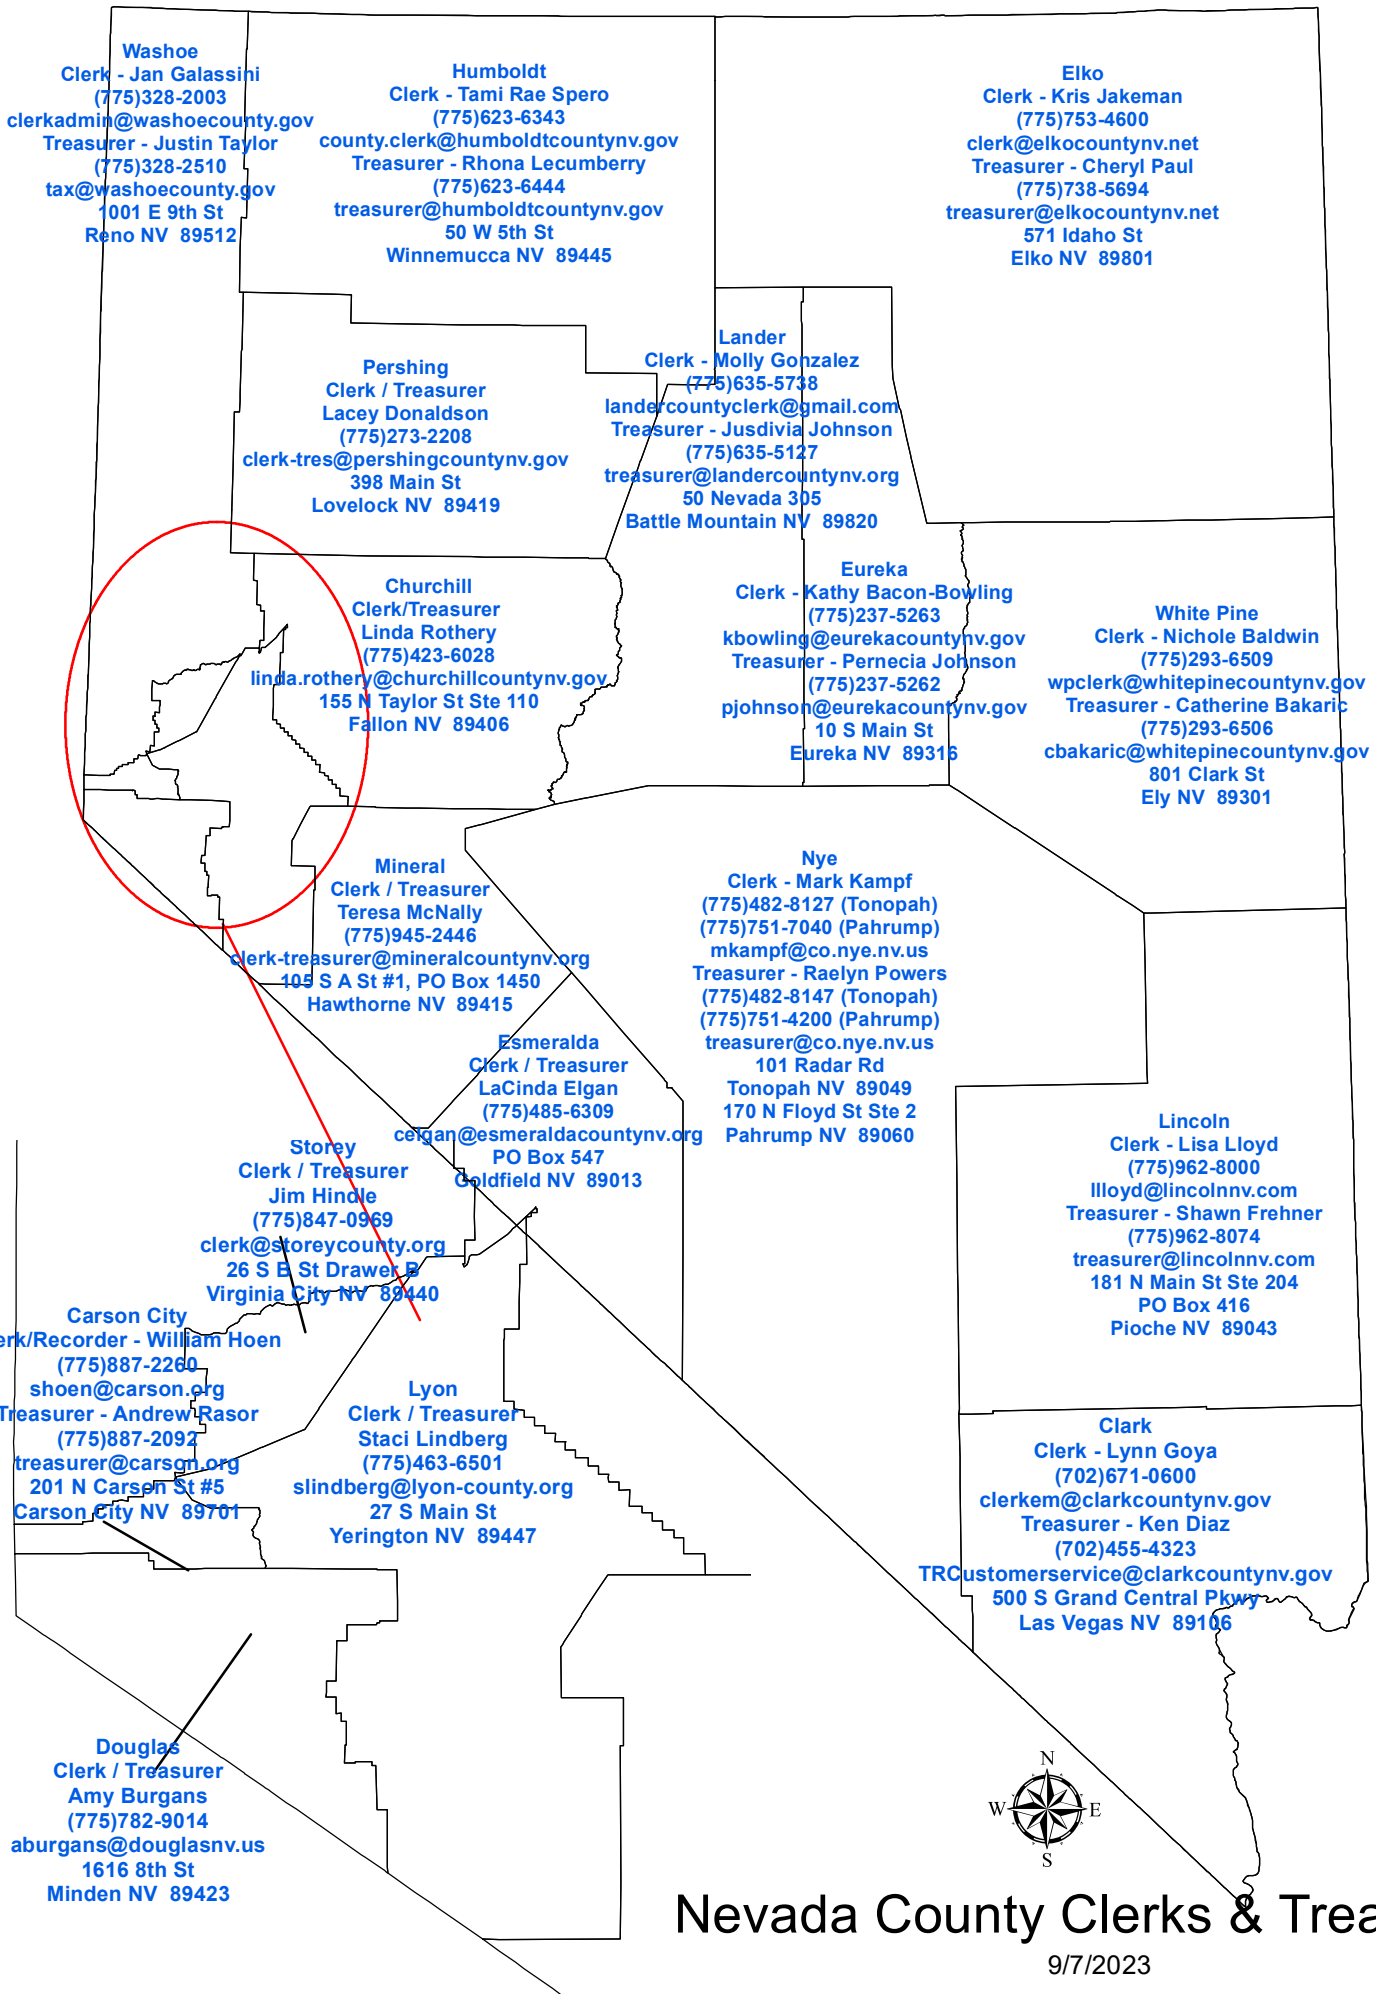 Washoe
Clerk - Jan Galassini
(775)328-2003
clerkadmin@washoecounty.gov
Treasurer - Justin Taylor
(775)328-2510
tax@washoecounty.gov
1001 E 9th St
Reno NV 89512
Humboldt
Clerk - Tami Rae Spero
(775)623-6343
county.clerk@humboldtcountynv.gov
Treasurer - Rhona Lecumberry
(775)623-6444
treasurer@humboldtcountynv.gov
50 W 5th St
Winnemucca NV 89445
Elko
Clerk - Kris Jakeman
(775)753-4600
clerk@elkocountynv.net
Treasurer - Cheryl Paul
(775)738-5694
treasurer@elkocountynv.net
571 Idaho St
Elko NV 89801
Pershing
Clerk / Treasurer
Lacey Donaldson
(775)273-2208
clerk-tres@pershingcountynv.gov
398 Main St
Lovelock NV 89419
Lander
Clerk - Molly Gonzalez
(775)635-5738
landercountyclerk@gmail.com
Treasurer - Jusdivia Johnson
(775)635-5127
treasurer@landercountynv.org
50 Nevada 305
Battle Mountain NV 89820
Churchill
Clerk/Treasurer
Linda Rothery
(775)423-6028
linda.rothery@churchillcountynv.gov
155 N Taylor St Ste 110
Fallon NV 89406
Eureka
Clerk - Kathy Bacon-Bowling
(775)237-5263
kbowling@eurekacountynv.gov
Treasurer - Pernecia Johnson
(775)237-5262
pjohnson@eurekacountynv.gov
10 S Main St
Eureka NV 89316
White Pine
Clerk - Nichole Baldwin
(775)293-6509
wpclerk@whitepinecountynv.gov
Treasurer - Catherine Bakaric
(775)293-6506
cbakaric@whitepinecountynv.gov
801 Clark St
Ely NV 89301
Mineral
Clerk / Treasurer
Teresa McNally
(775)945-2446
clerk-treasurer@mineralcountynv.org
105 S A St #1, PO Box 1450
Hawthorne NV 89415
Nye
Clerk - Mark Kampf
(775)482-8127 (Tonopah)
(775)751-7040 (Pahrump)
mkampf@co.nye.nv.us
Treasurer - Raelyn Powers
(775)482-8147 (Tonopah)
(775)751-4200 (Pahrump)
treasurer@co.nye.nv.us
101 Radar Rd
Tonopah NV 89049
170 N Floyd St Ste 2
Pahrump NV 89060
Esmeralda
Clerk / Treasurer
LaCinda Elgan
(775)485-6309
celgan@esmeraldacountynv.org
PO Box 547
Goldfield NV 89013
Storey
Clerk / Treasurer
Jim Hindle
(775)847-0969
clerk@storeycounty.org
26 S B St Drawer B
Virginia City NV 89440
Lincoln
Clerk - Lisa Lloyd
(775)962-8000
llloyd@lincolnnv.com
Treasurer - Shawn Frehner
(775)962-8074
treasurer@lincolnnv.com
181 N Main St Ste 204
PO Box 416
Pioche NV 89043
Carson City
erk/Recorder - William Hoen
(775)887-2260
shoen@carson.org
Treasurer - Andrew Rasor
(775)887-2092
treasurer@carson.org
201 N Carson St #5
Carson City NV 89701
Lyon
Clerk / Treasurer
Staci Lindberg
(775)463-6501
slindberg@lyon-county.org
27 S Main St
Yerington NV 89447
Clark
Clerk - Lynn Goya
(702)671-0600
clerkem@clarkcountynv.gov
Treasurer - Ken Diaz
(702)455-4323
TRCustomerservice@clarkcountynv.gov
500 S Grand Central Pkwy
Las Vegas NV 89106
Douglas
Clerk / Treasurer
Amy Burgans
(775)782-9014
aburgans@douglasnv.us
1616 8th St
Minden NV 89423
N
W E
S
Nevada County Clerks & Trea
9/7/2023